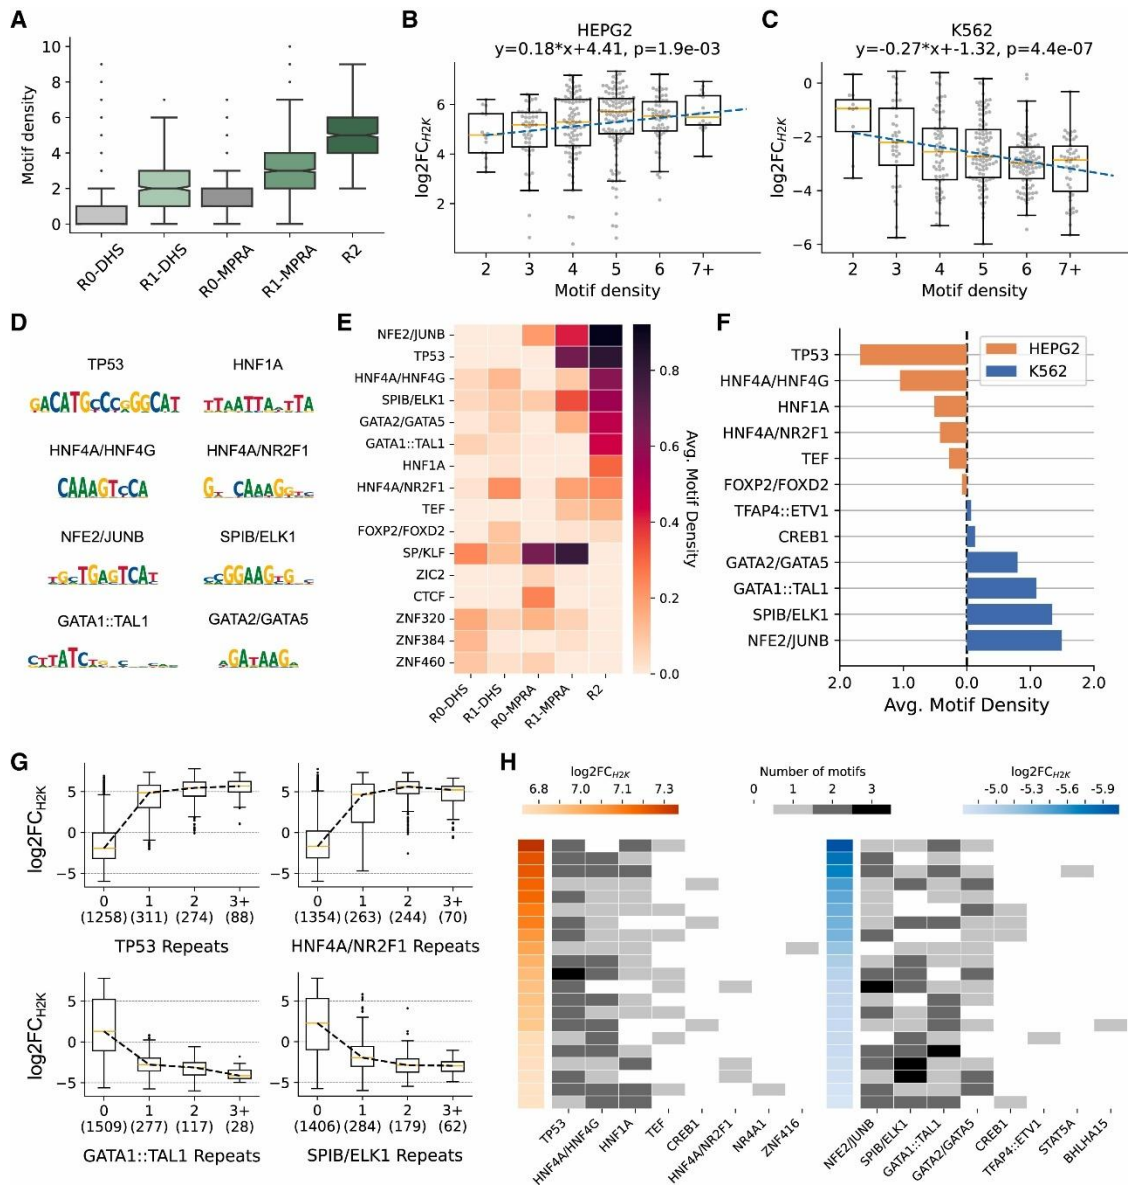 A
Motif density
10
8
6
4
2
0
R0-DHS
R1-DHS
R0-MPRA
R1-MPRA
R2
B
HEPG2
y=0.18*x+4.41, p=1.9e-03
log2FC_H2K
6
4
2
2 3 4 5 6 7+
Motif density
C
K562
y=-0.27*x+-1.32, p=4.4e-07
log2FC_H2K
0
−2
−4
−6
2 3 4 5 6 7+
Motif density
D
TP53
GACATGCCCGGGCAT
HNF1A
TTAATTAATTA
HNF4A/HNF4G
CAAAGTCCA
HNF4A/NR2F1
NFE2/JUNB
SPIB/ELK1
GATA1::TAL1
GATA2/GATA5
AGATAAGA
E
NFE2/JUNB
TP53
HNF4A/HNF4G
SPIB/ELK1
GATA2/GATA5
GATA1::TAL1
HNF1A
HNF4A/NR2F1
TEF
FOXP2/FOXD2
SP/KLF
ZIC2
CTCF
ZNF320
ZNF384
ZNF460
R0-DHS
R1-DHS
R0-MPRA
R1-MPRA
R2
0.8
0.6
0.4
0.2
0.0
Avg. Motif Density
F
HEPG2
K562
TP53
HNF4A/HNF4G
HNF1A
HNF4A/NR2F1
TEF
FOXP2/FOXD2
TFAP4::ETV1
CREB1
GATA2/GATA5
GATA1::TAL1
SPIB/ELK1
NFE2/JUNB
2.0 1.0 0.0 1.0 2.0
Avg. Motif Density
G
log2FC_H2K
5
0
−5
0 1 2 3+
(1258) (311) (274) (88)
TP53 Repeats
5
0
−5
0 1 2 3+
(1354) (263) (244) (70)
HNF4A/NR2F1 Repeats
log2FC_H2K
5
0
−5
0 1 2 3+
(1509) (277) (117) (28)
GATA1::TAL1 Repeats
5
0
−5
0 1 2 3+
(1406) (284) (179) (62)
SPIB/ELK1 Repeats
H
log2FC_H2K
6.8 7.0 7.1 7.3
Number of motifs
0 1 2 3
log2FC_H2K
-5.0 -5.6 -5.9
TP53
HNF4A/HNF4G
HNF1A
TEF
CREB1
HNF4A/NR2F1
NR4A1
ZNF416
NFE2/JUNB
SPIB/ELK1
GATA1::TAL1
GATA2/GATA5
CREB1
TFAP4::ETV1
STAT5A
BHLHA15